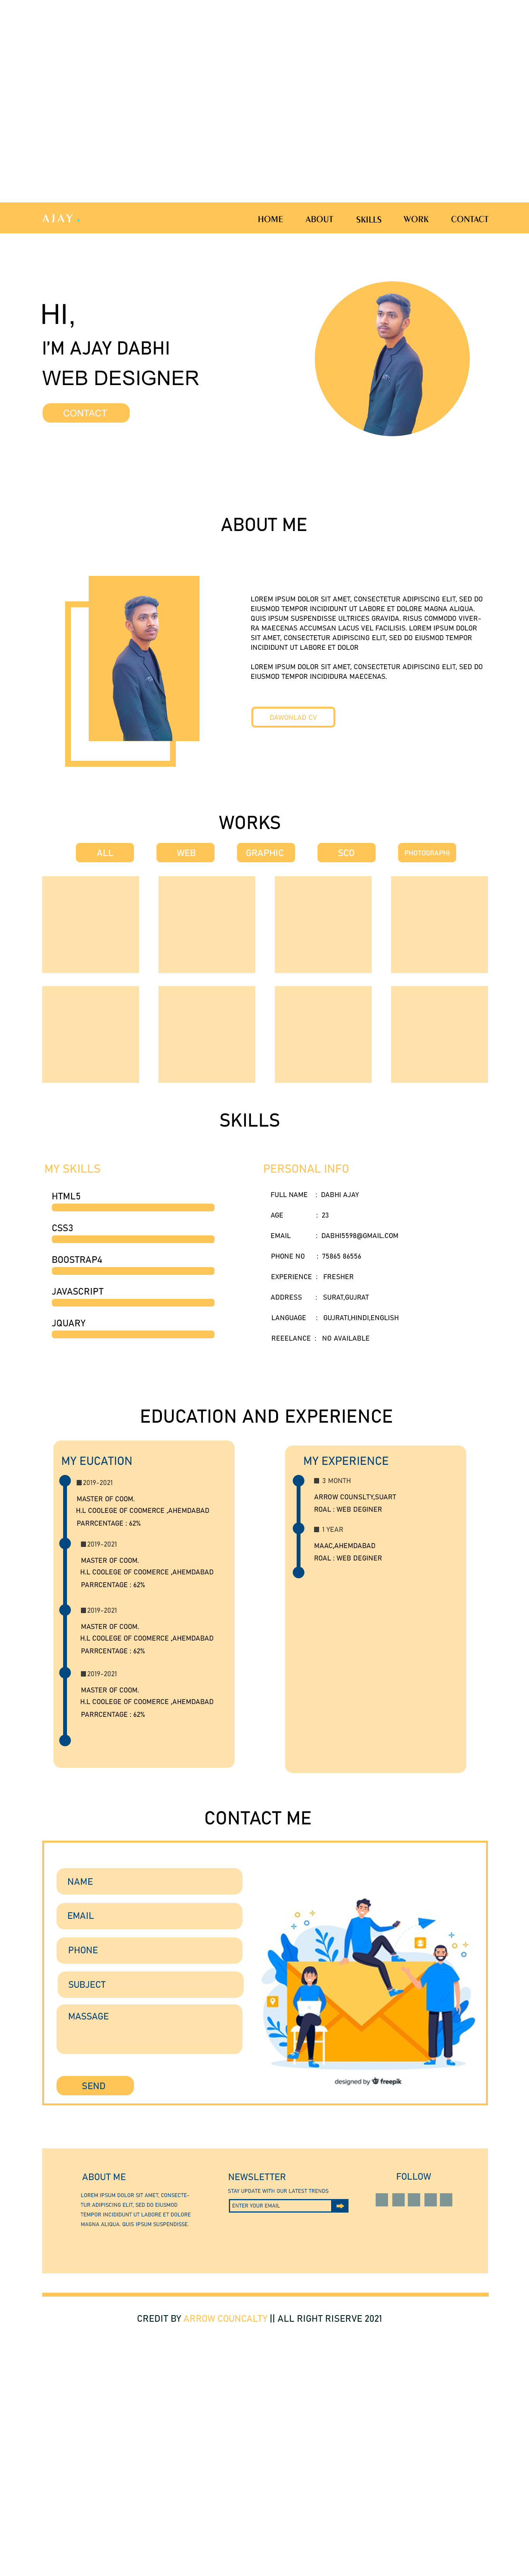 AJAY
HOME ABOUT SKILLS WORK CONTACT
HI,
I'M AJAY DABHI
WEB DESIGNER
CONTACT
ABOUT ME
LOREM IPSUM DOLOR SIT AMET, CONSECTETUR ADIPISCING ELIT, SED DO
EIUSMOD TEMPOR INCIDIDUNT UT LABORE ET DOLORE MAGNA ALIQUA.
QUIS IPSUM SUSPENDISSE ULTRICES GRAVIDA. RISUS COMMODO VIVER-
RA MAECENAS ACCUMSAN LACUS VEL FACILISIS. LOREM IPSUM DOLOR
SIT AMET, CONSECTETUR ADIPISCING ELIT, SED DO EIUSMOD TEMPOR
INCIDIDUNT UT LABORE ET DOLOR
LOREM IPSUM DOLOR SIT AMET, CONSECTETUR ADIPISCING ELIT, SED DO
EIUSMOD TEMPOR INCIDIDURA MAECENAS.
DAWONLAD CV
WORKS
ALL WEB GRAPHIC SCO PHOTOGRAPHI
SKILLS
MY SKILLS
HTML5
CSS3
BOOSTRAP4
JAVASCRIPT
JQUARY
PERSONAL INFO
FULL NAME : DABHI AJAY
AGE : 23
EMAIL : DABHI5598@GMAIL.COM
PHONE NO : 75865 86556
EXPERIENCE : FRESHER
ADDRESS : SURAT,GUJRAT
LANGUAGE : GUJRATI,HINDI,ENGLISH
REEELANCE : NO AVAILABLE
EDUCATION AND EXPERIENCE
MY EUCATION
2019-2021
MASTER OF COOM.
H.L COOLEGE OF COOMERCE ,AHEMDABAD
PARRCENTAGE : 62%
2019-2021
MASTER OF COOM.
H.L COOLEGE OF COOMERCE ,AHEMDABAD
PARRCENTAGE : 62%
2019-2021
MASTER OF COOM.
H.L COOLEGE OF COOMERCE ,AHEMDABAD
PARRCENTAGE : 62%
2019-2021
MASTER OF COOM.
H.L COOLEGE OF COOMERCE ,AHEMDABAD
PARRCENTAGE : 62%
MY EXPERIENCE
3 MONTH
ARROW COUNSLTY,SUART
ROAL : WEB DEGINER
1 YEAR
MAAC,AHEMDABAD
ROAL : WEB DEGINER
CONTACT ME
NAME
EMAIL
PHONE
SUBJECT
MASSAGE
SEND
designed by freepik
ABOUT ME
LOREM IPSUM DOLOR SIT AMET, CONSECTE-
TUR ADIPISCING ELIT, SED DO EIUSMOD
TEMPOR INCIDIDUNT UT LABORE ET DOLORE
MAGNA ALIQUA. QUIS IPSUM SUSPENDISSE.
NEWSLETTER
STAY UPDATE WITH OUR LATEST TRENDS
ENTER YOUR EMAIL
FOLLOW
CREDIT BY ARROW COUNCALTY || ALL RIGHT RISERVE 2021